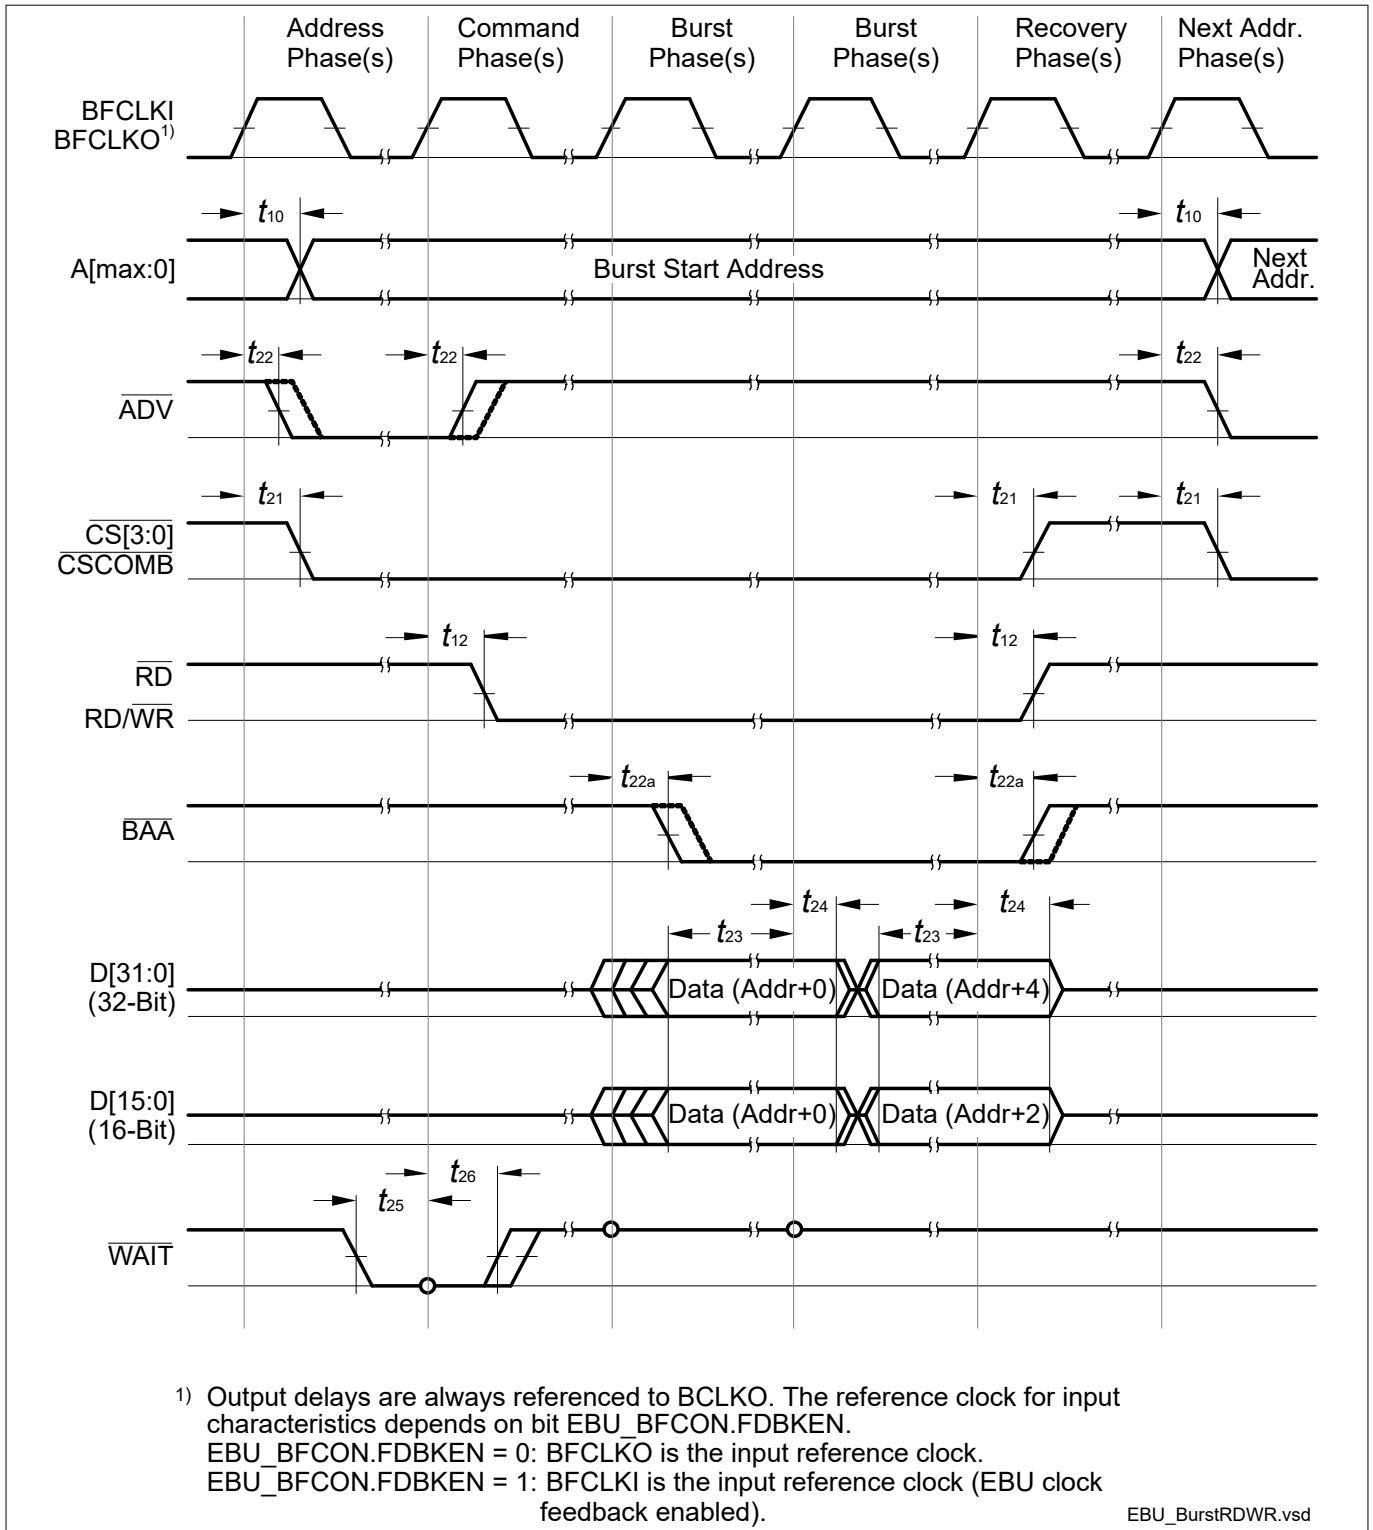 Address Phase(s)
Command Phase(s)
Burst Phase(s)
Burst Phase(s)
Recovery Phase(s)
Next Addr. Phase(s)
BFCLKI
BFCLKO1)
t10
t10
A[max:0]
Burst Start Address
Next Addr.
t22
t22
t22
ADV
t21
t21
t21
CS[3:0]
CSCOMB
t12
t12
RD
RD/WR
t22a
t22a
BAA
t24
t24
t23
t23
D[31:0]
(32-Bit)
Data (Addr+0)
Data (Addr+4)
D[15:0]
(16-Bit)
Data (Addr+0)
Data (Addr+2)
t26
t25
WAIT
1) Output delays are always referenced to BCLKO. The reference clock for input
characteristics depends on bit EBU_BFCON.FDBKEN.
EBU_BFCON.FDBKEN = 0: BFCLKO is the input reference clock.
EBU_BFCON.FDBKEN = 1: BFCLKI is the input reference clock (EBU clock
feedback enabled).
EBU_BurstRDWR.vsd